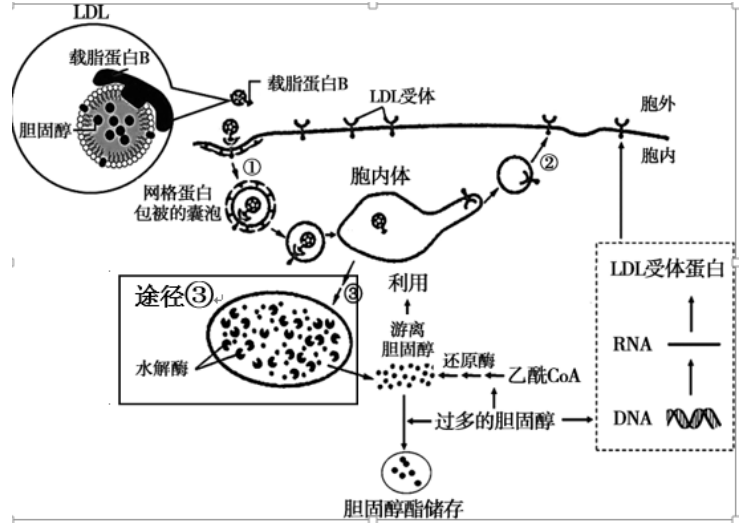 LDL
载脂蛋白B
载脂蛋白B
LDL受体
胆固醇
胞外
胞内
①
②
网格蛋白
包被的囊泡
胞内体
途径③
③
水解酶
利用
游离
胆固醇
还原酶
乙酰CoA
过多的胆固醇
胆固醇酯储存
LDL受体蛋白
RNA
DNA